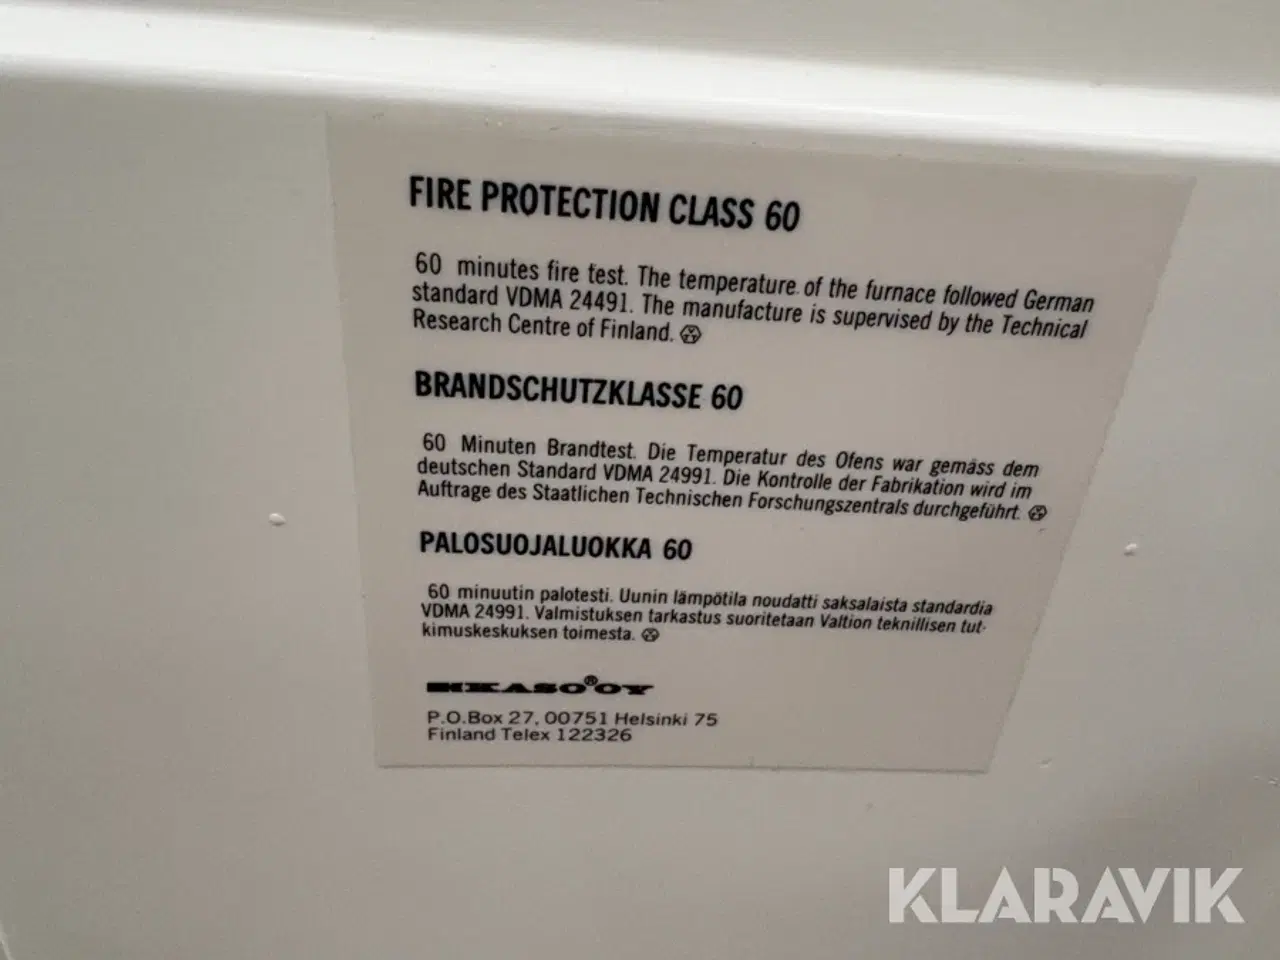 FIRE PROTECTION CLASS 60
60 minutes fire test. The temperature of the furnace followed German
standard VDMA 24491. The manufacture is supervised by the Technical
Research Centre of Finland.
BRANDSCHUTZKLASSE 60
60 Minuten Brandtest. Die Temperatur des Ofens war gemäss dem
deutschen Standard VDMA 24991. Die Kontrolle der Fabrikation wird im
Auftrage des Staatlichen Technischen Forschungszentrals durchgeführt.
PALOSUOJALUOKKA 60
60 minuutin palotesti. Uunin lämpötila noudatti saksalaista standardia
VDMA 24991. Valmistuksen tarkastus suoritetaan Valtion teknillisen tut-
kimuskeskuksen toimesta.
KASO® OY
P.O.Box 27, 00751 Helsinki 75
Finland Telex 122326
KLARAVIK